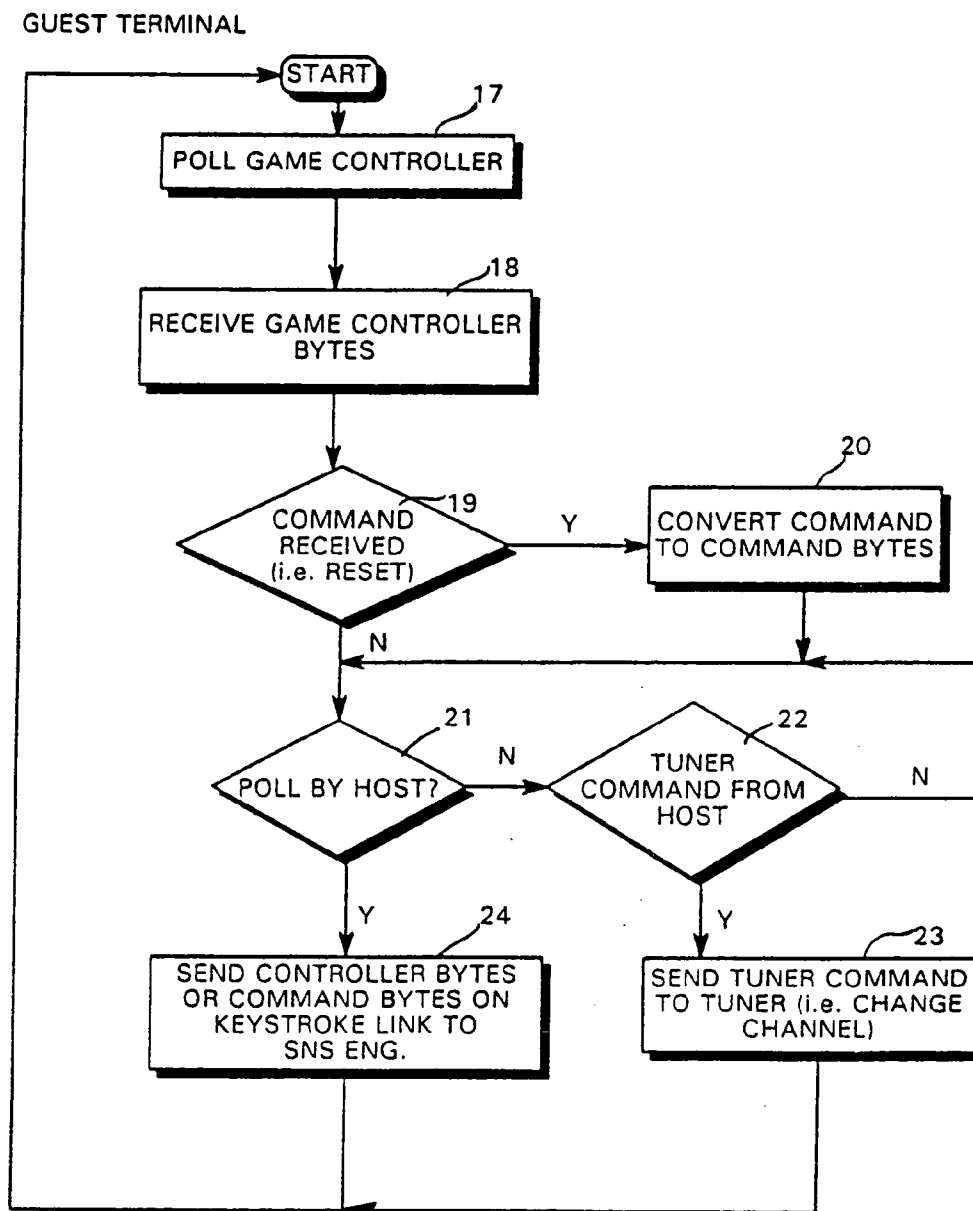 GUEST TERMINAL
START
17
POLL GAME CONTROLLER
18
RECEIVE GAME CONTROLLER
BYTES
19
COMMAND
RECEIVED
(i.e. RESET)
Y
20
CONVERT COMMAND
TO COMMAND BYTES
N
21
POLL BY HOST?
N
22
TUNER
COMMAND FROM
HOST
N
Y
24
SEND CONTROLLER BYTES
OR COMMAND BYTES ON
KEYSTROKE LINK TO
SNS ENG.
Y
23
SEND TUNER COMMAND
TO TUNER (i.e. CHANGE
CHANNEL)